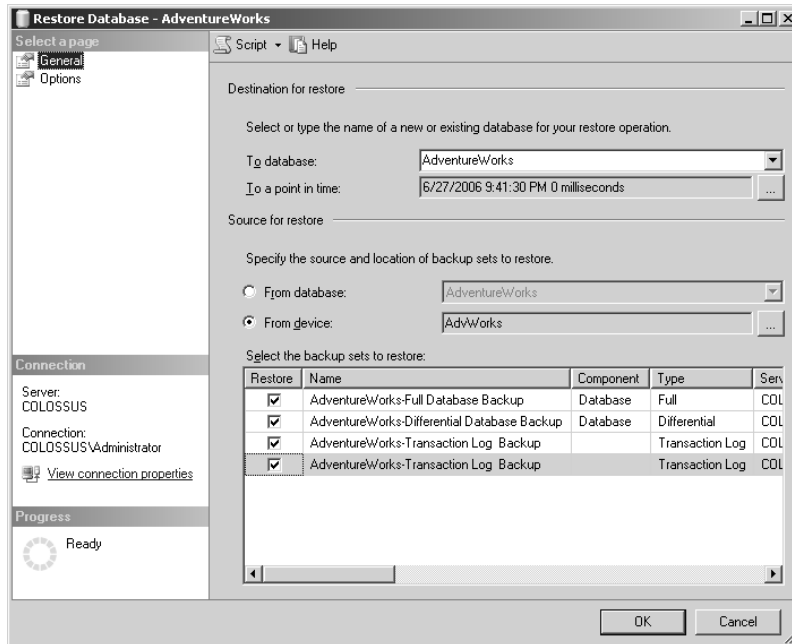 Restore Database - AdventureWorks
Select a page
General
Options
Script
Help
Destination for restore
Select or type the name of a new or existing database for your restore operation.
To database:
AdventureWorks
To a point in time:
6/27/2006 9:41:30 PM 0 milliseconds
...
Source for restore
Specify the source and location of backup sets to restore.
From database:
AdventureWorks
From device:
AdvWorks
...
Select the backup sets to restore:
Restore Name Component Type Serv
AdventureWorks-Full Database Backup Database Full COL
AdventureWorks-Differential Database Backup Database Differential COL
AdventureWorks-Transaction Log Backup Transaction Log COL
AdventureWorks-Transaction Log Backup Transaction Log COL
Connection
Server:
COLOSSUS
Connection:
COLOSSUS\Administrator
View connection properties
Progress
Ready
OK
Cancel